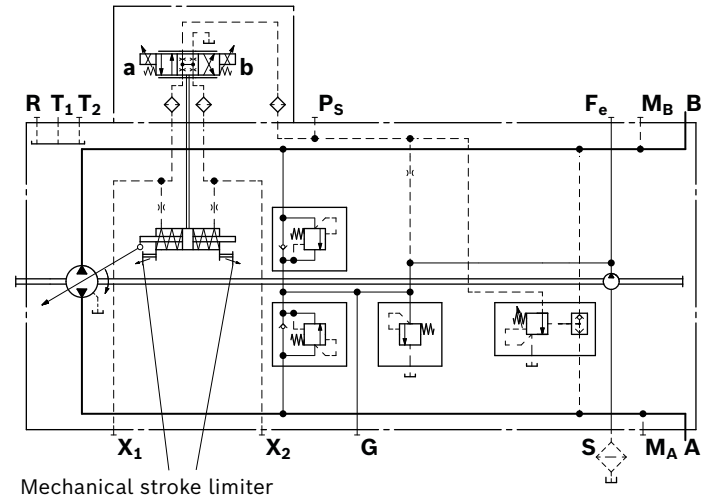 a b
R T1 T2 PS Fe MB B
X1 X2 G S MA A
Mechanical stroke limiter